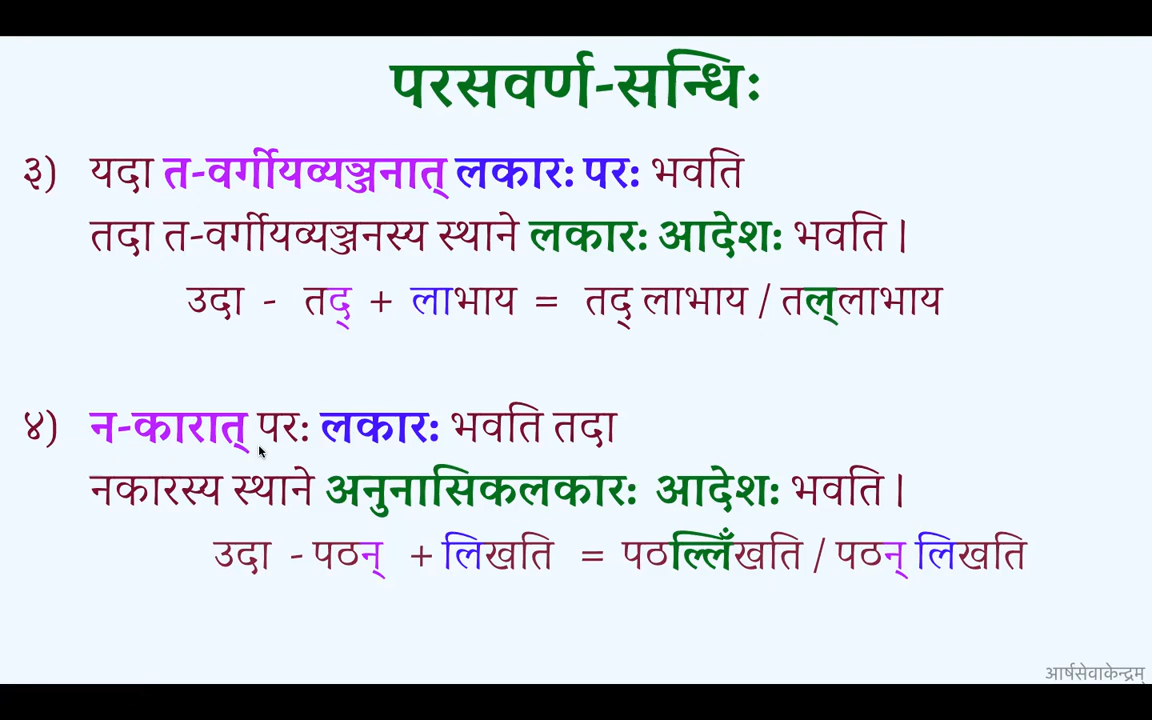 परसवर्ण-सन्धिः
३) यदा त-वर्गीयव्यञ्जनात् लकारः परः भवति
तदा त-वर्गीयव्यञ्जनस्य स्थाने लकारः आदेशः भवति |
उदा - तद् + लाभाय = तद् लाभाय / तल्लाभाय
४) न-कारात् परः लकारः भवति तदा
नकारस्य स्थाने अनुनासिकलकारः आदेशः भवति |
उदा - पठन् + लिखति = पठल्लिँखति / पठन् लिखति
आर्षसेवाकेन्द्रम्